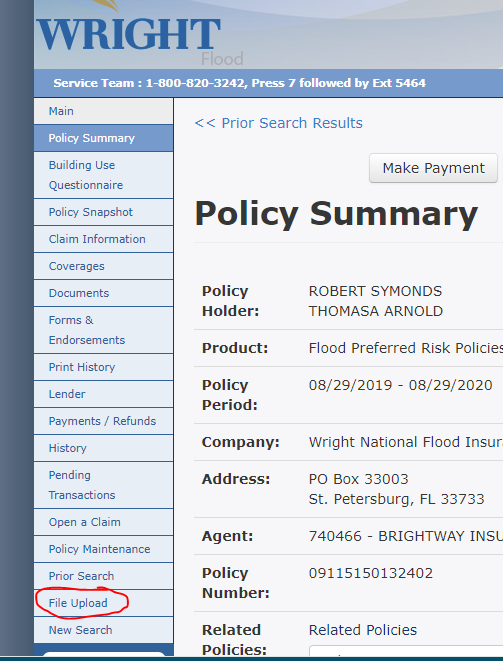 WRIGHT
Flood
Service Team : 1-800-820-3242, Press 7 followed by Ext 5464
Main
Policy Summary
Building Use
Questionnaire
Policy Snapshot
Claim Information
Coverages
Documents
Forms &
Endorsements
Print History
Lender
Payments / Refunds
History
Pending
Transactions
Open a Claim
Policy Maintenance
Prior Search
File Upload
New Search
<< Prior Search Results
Make Payment
Policy Summary
Policy Holder: ROBERT SYMONDS
THOMASA ARNOLD
Product: Flood Preferred Risk Policies
Policy Period: 08/29/2019 - 08/29/2020
Company: Wright National Flood Insur
Address: PO Box 33003
St. Petersburg, FL 33733
Agent: 740466 - BRIGHTWAY INSU
Policy Number: 09115150132402
Related Policies: Related Policies